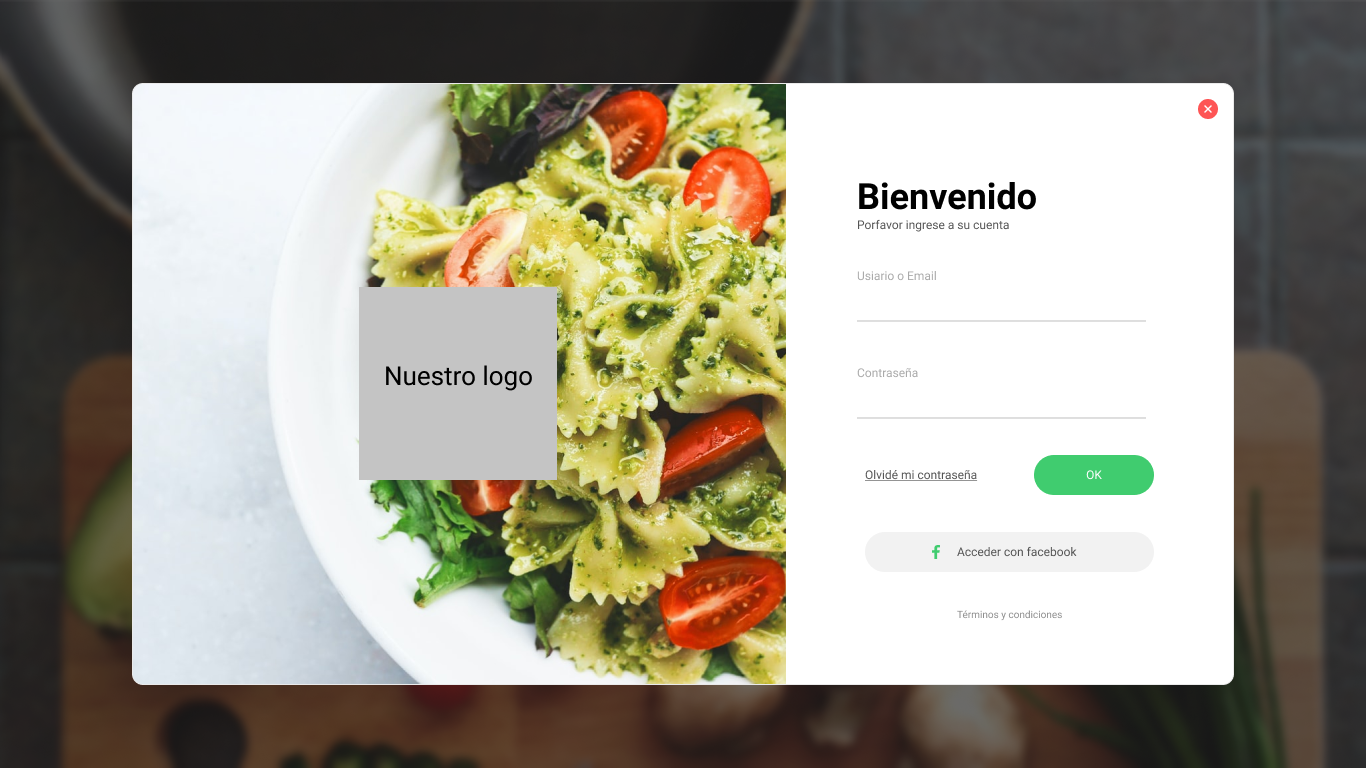 Bienvenido
Porfavor ingrese a su cuenta
Usiario o Email
Nuestro logo
Contraseña
Olvidé mi contraseña
OK
Acceder con facebook
Términos y condiciones